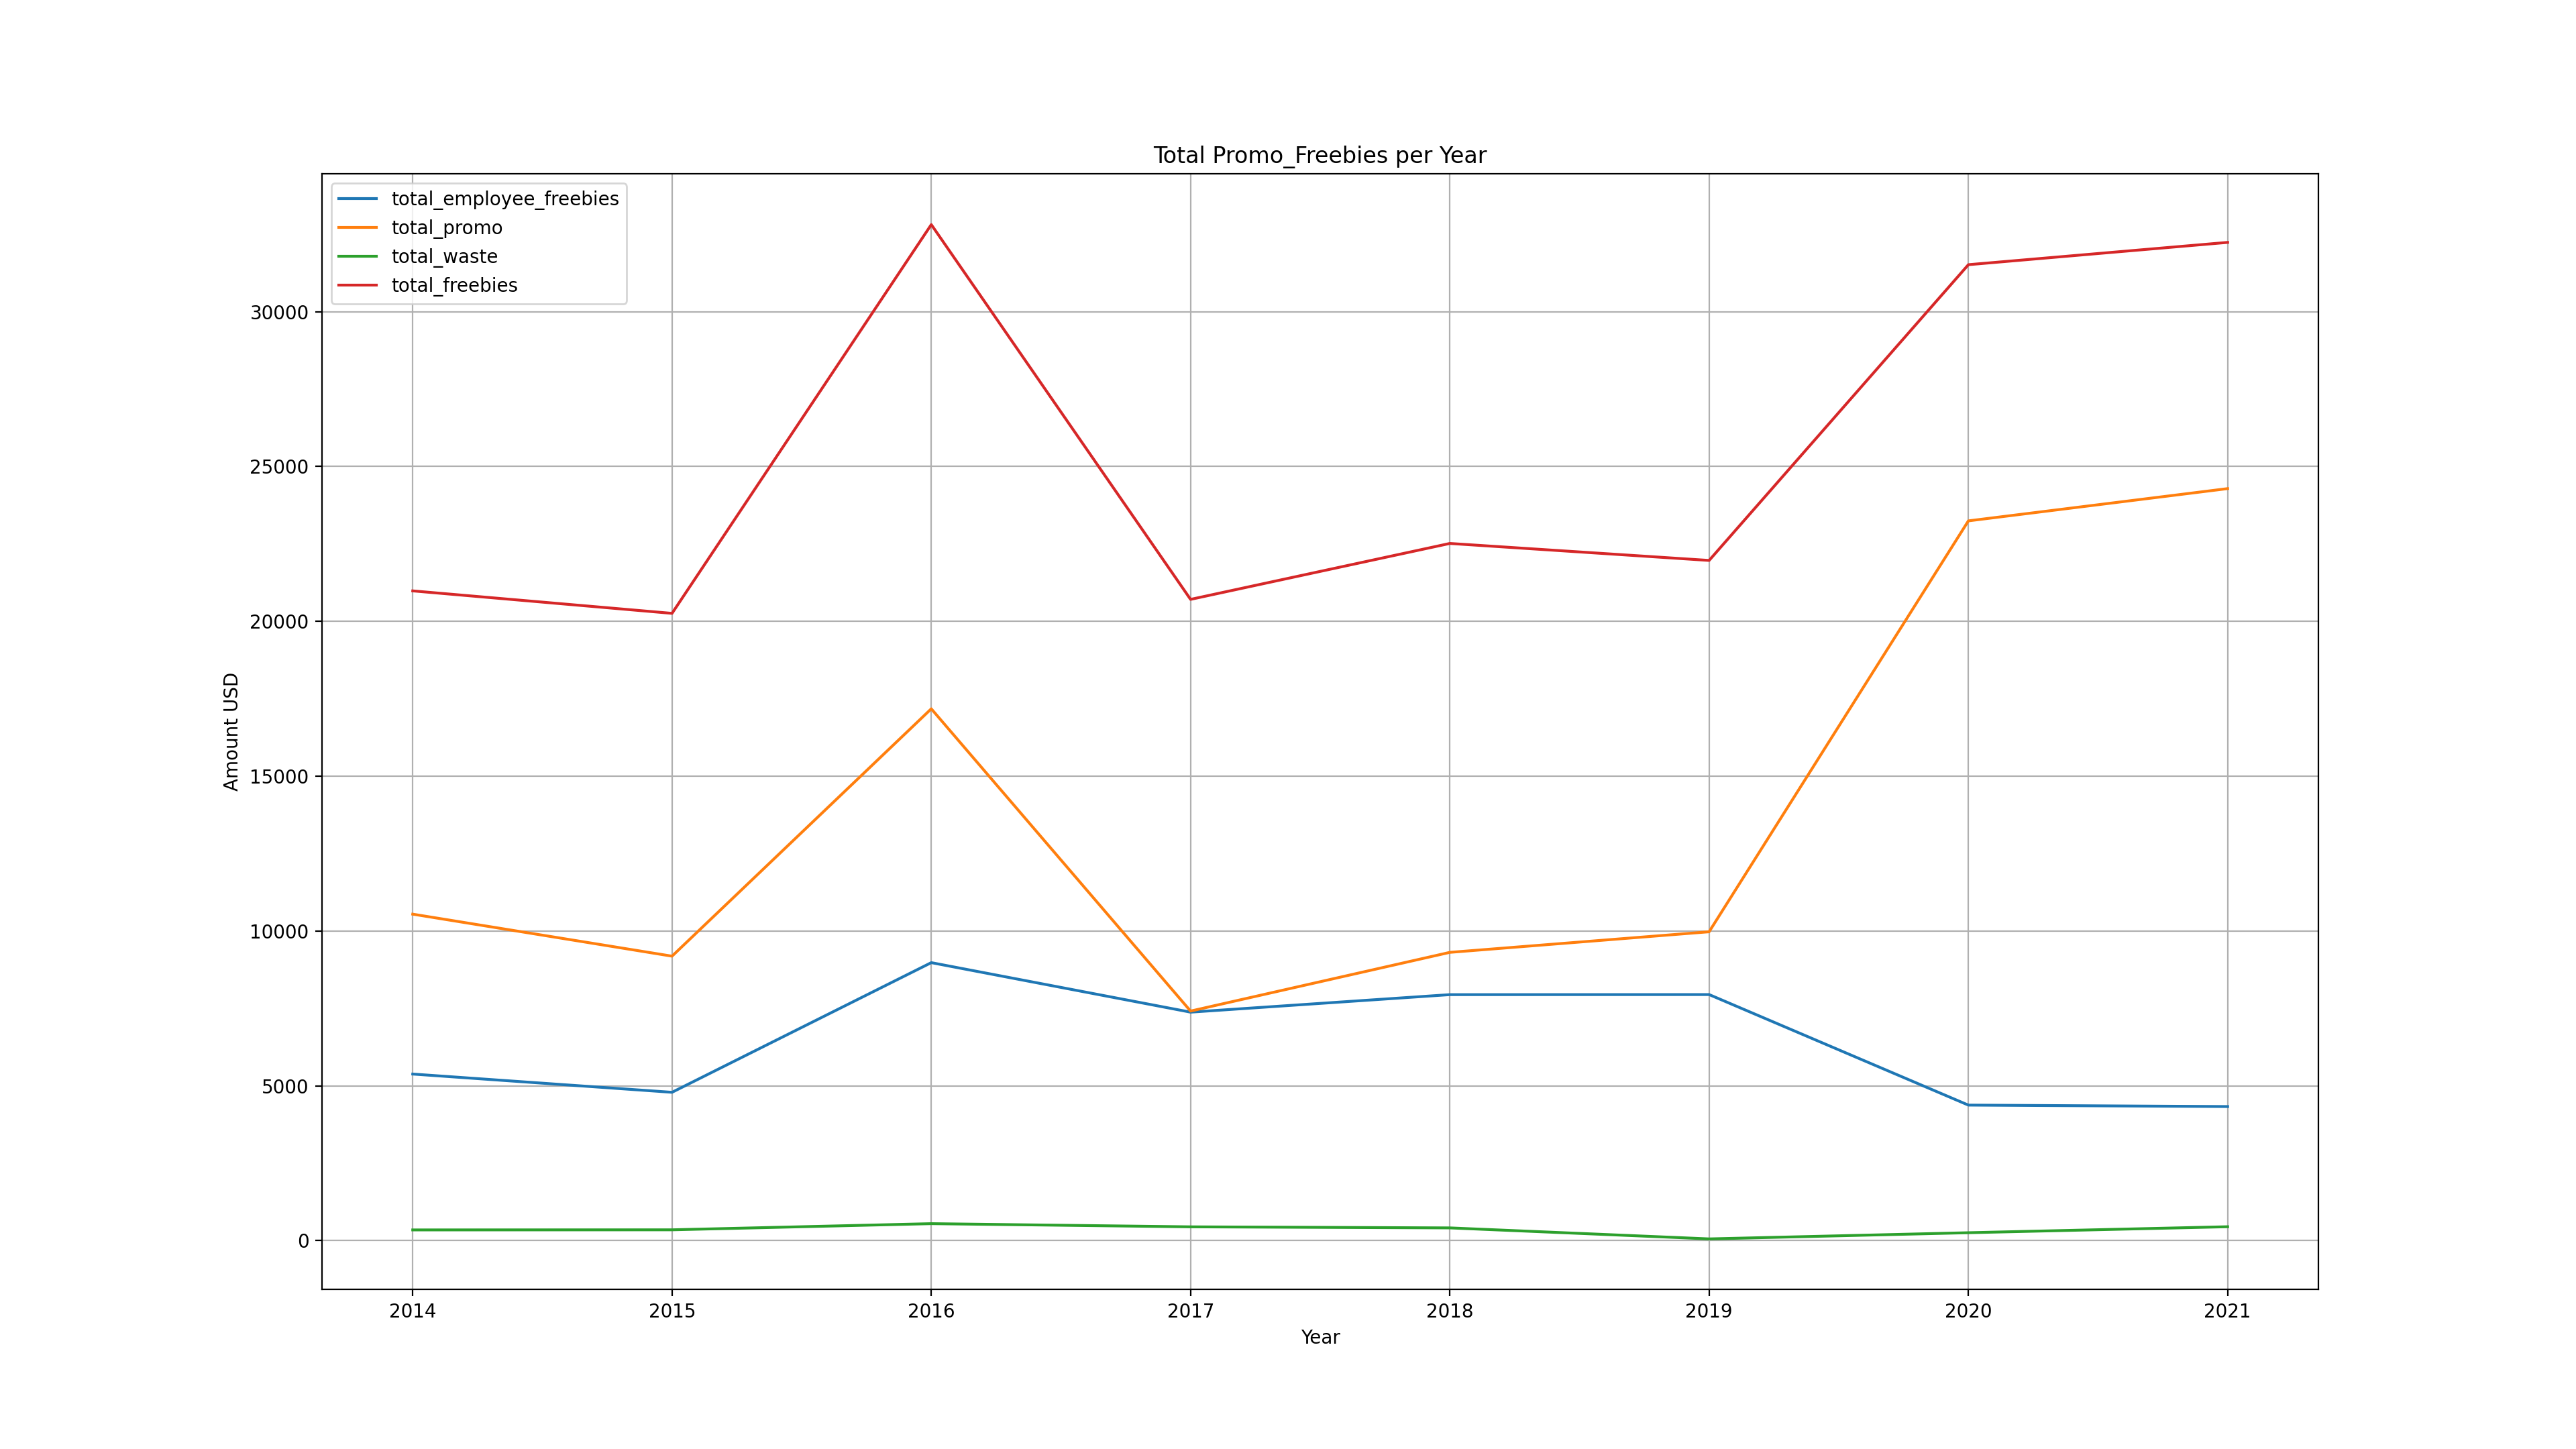 Total Promo_Freebies per Year
total_employee_freebies
total_promo
total_waste
total_freebies
30000
25000
20000
15000
10000
5000
0
Amount USD
2014 2015 2016 2017 2018 2019 2020 2021
Year